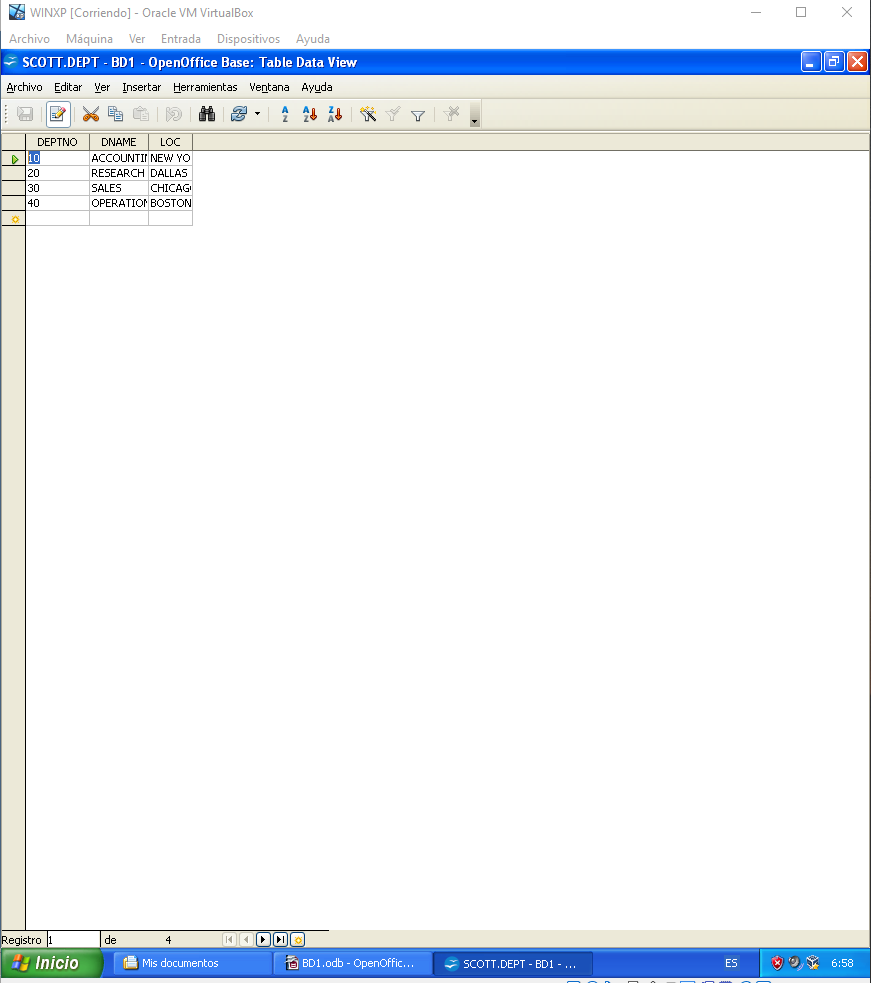 WINXP [Corriendo] - Oracle VM VirtualBox
Archivo Máquina Ver Entrada Dispositivos Ayuda
SCOTT.DEPT - BD1 - OpenOffice Base: Table Data View
Archivo Editar Ver Insertar Herramientas Ventana Ayuda
DEPTNO DNAME LOC
10 ACCOUNTIN NEW YO
20 RESEARCH DALLAS
30 SALES CHICAGO
40 OPERATION BOSTON
Registro 1 de 4
Inicio Mis documentos BD1.odb - OpenOffic... SCOTT.DEPT - BD1 - ... ES 6:58